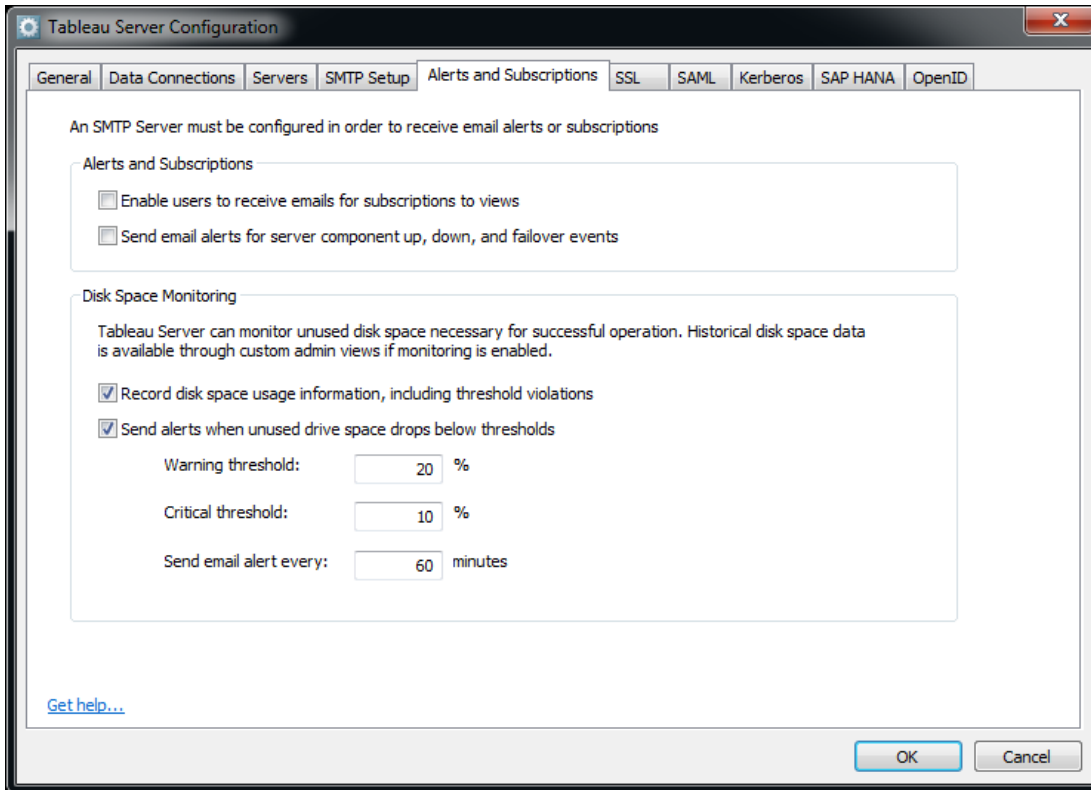 Tableau Server Configuration
General Data Connections Servers SMTP Setup Alerts and Subscriptions SSL SAML Kerberos SAP HANA OpenID
An SMTP Server must be configured in order to receive email alerts or subscriptions
Alerts and Subscriptions
Enable users to receive emails for subscriptions to views
Send email alerts for server component up, down, and failover events
Disk Space Monitoring
Tableau Server can monitor unused disk space necessary for successful operation. Historical disk space data
is available through custom admin views if monitoring is enabled.
Record disk space usage information, including threshold violations
Send alerts when unused drive space drops below thresholds
Warning threshold: 20 %
Critical threshold: 10 %
Send email alert every: 60 minutes
Get help...
OK Cancel